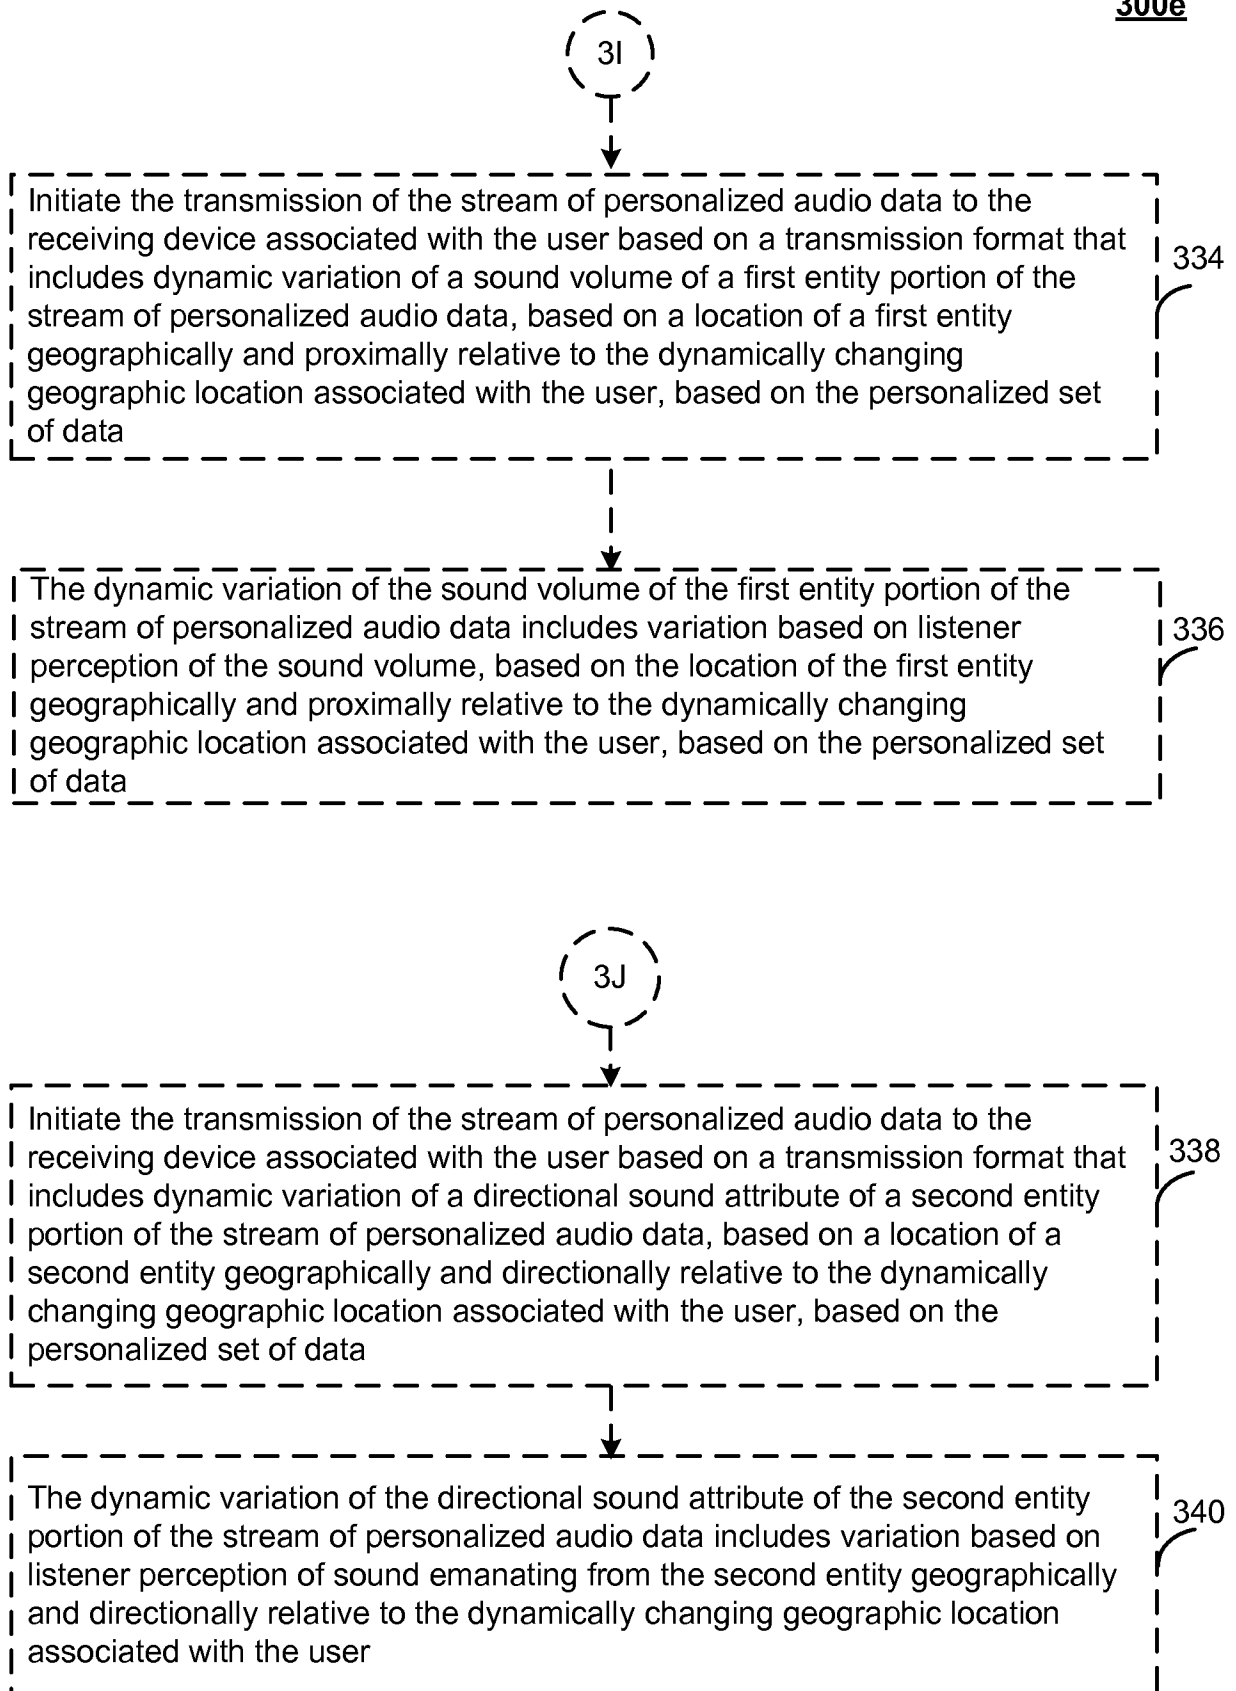 300e
3I
Initiate the transmission of the stream of personalized audio data to the
receiving device associated with the user based on a transmission format that
includes dynamic variation of a sound volume of a first entity portion of the
stream of personalized audio data, based on a location of a first entity
geographically and proximally relative to the dynamically changing
geographic location associated with the user, based on the personalized set
of data
334
The dynamic variation of the sound volume of the first entity portion of the
stream of personalized audio data includes variation based on listener
perception of the sound volume, based on the location of the first entity
geographically and proximally relative to the dynamically changing
geographic location associated with the user, based on the personalized set
of data
336
3J
Initiate the transmission of the stream of personalized audio data to the
receiving device associated with the user based on a transmission format that
includes dynamic variation of a directional sound attribute of a second entity
portion of the stream of personalized audio data, based on a location of a
second entity geographically and directionally relative to the dynamically
changing geographic location associated with the user, based on the
personalized set of data
338
The dynamic variation of the directional sound attribute of the second entity
portion of the stream of personalized audio data includes variation based on
listener perception of sound emanating from the second entity geographically
and directionally relative to the dynamically changing geographic location
associated with the user
340